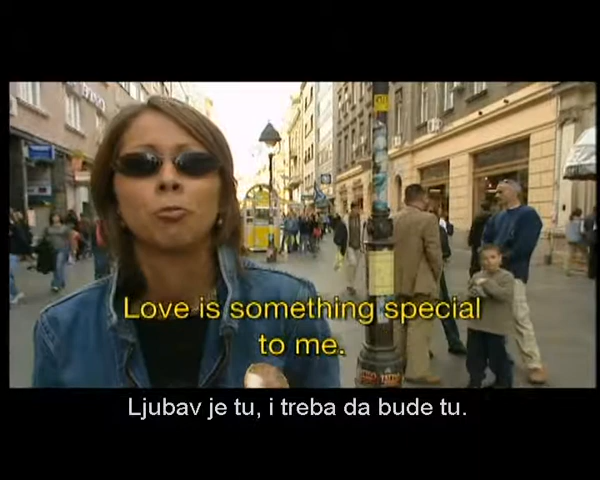 Love is something special
to me.
Ljubav je tu, i treba da bude tu.